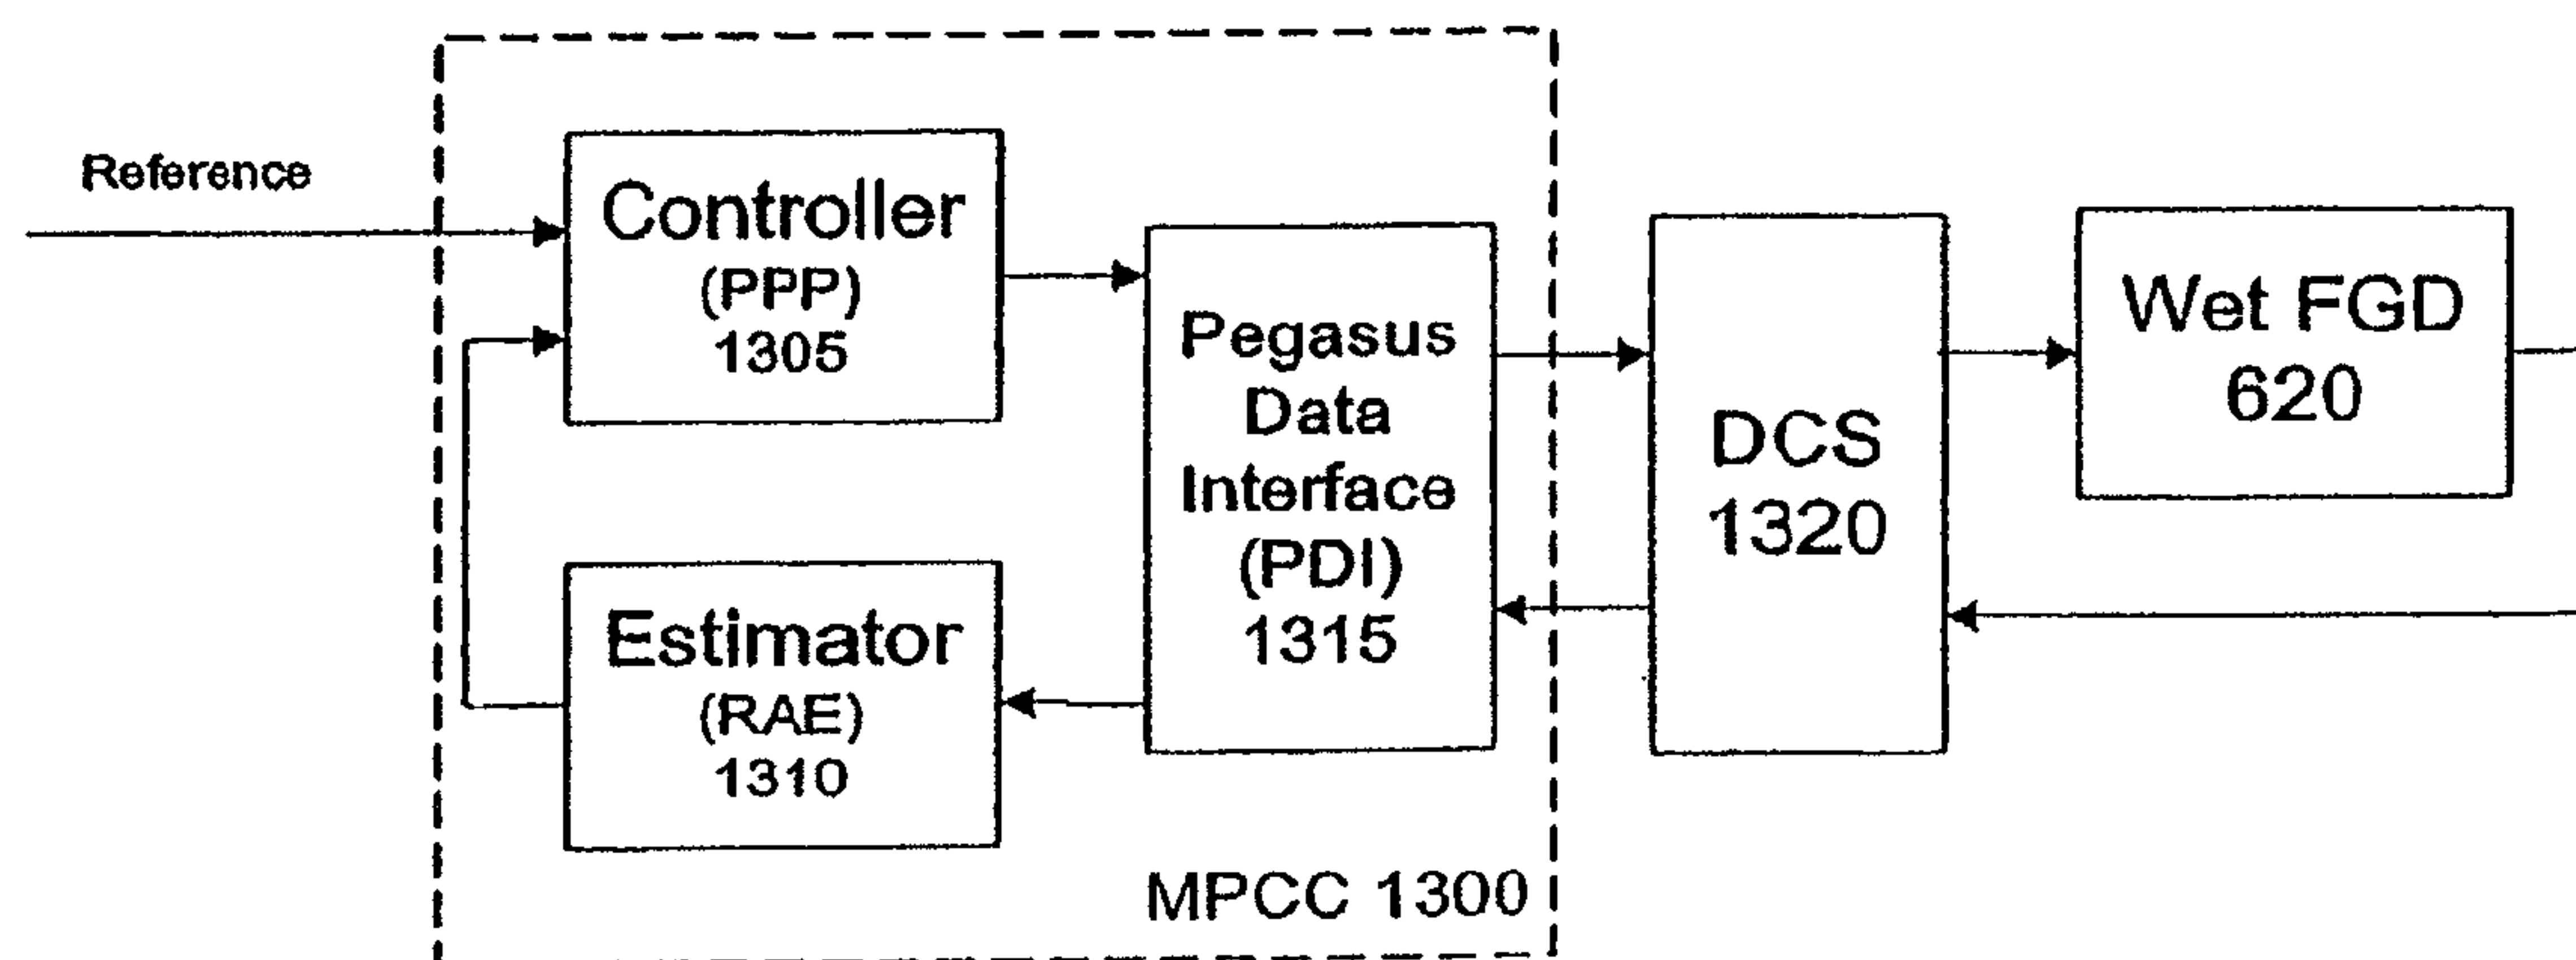 Reference
Controller
(PPP)
1305
Estimator
(RAE)
1310
Pegasus
Data
Interface
(PDI)
1315
MPCC 1300
DCS
1320
Wet FGD
620